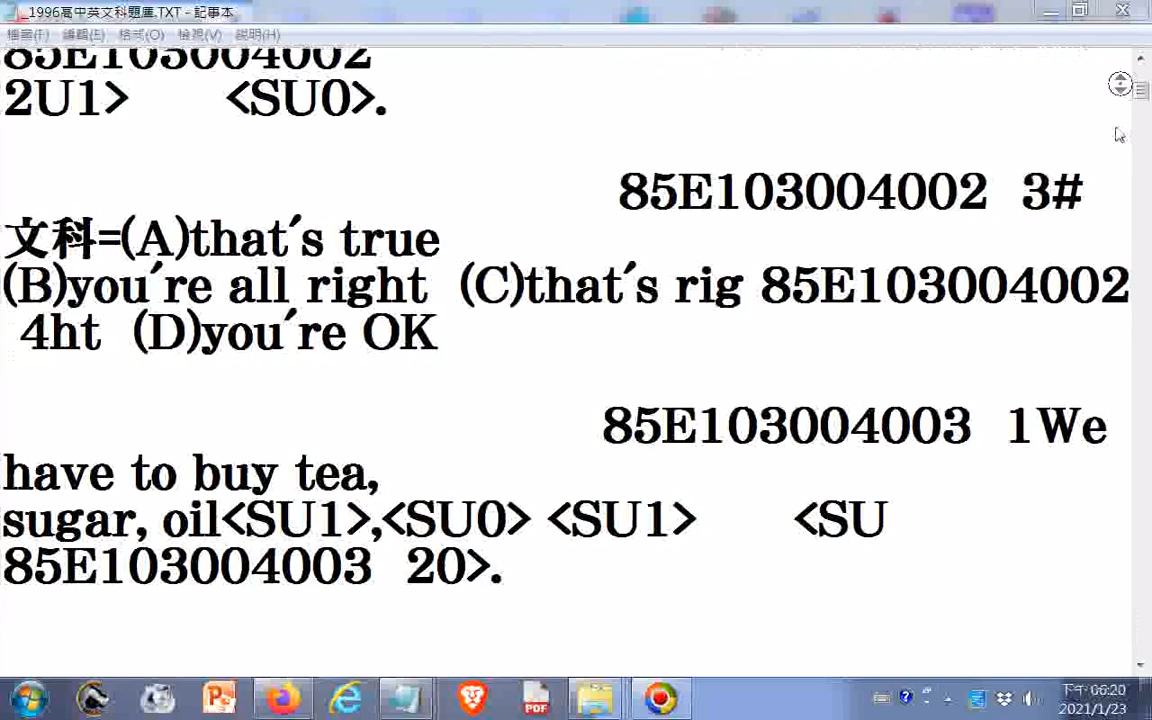 _1996高中英文科題庫.TXT - 記事本
檔案(F) 編輯(E) 格式(O) 檢視(V) 説明(H)
85E103004002
2U1> <SU0>.
85E103004002 3#
文科=(A)that's true
(B)you're all right (C)that's rig 85E103004002
4ht (D)you're OK
85E103004003 1We
have to buy tea,
sugar, oil<SU1>,<SU0> <SU1> <SU
85E103004003 20>.
PDF
下午 06:20
2021/1/23